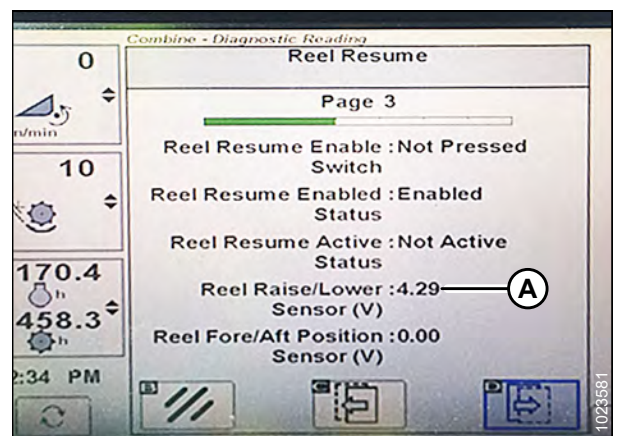 Combine - Diagnostic Reading
Reel Resume
0
n/min
10
170.4
h
458.3
h
2:34 PM
Page 3
Reel Resume Enable :Not Pressed
Switch
Reel Resume Enabled :Enabled
Status
Reel Resume Active :Not Active
Status
Reel Raise/Lower :4.29
Sensor (V)
Reel Fore/Aft Position :0.00
Sensor (V)
A
B
C
D
1023581